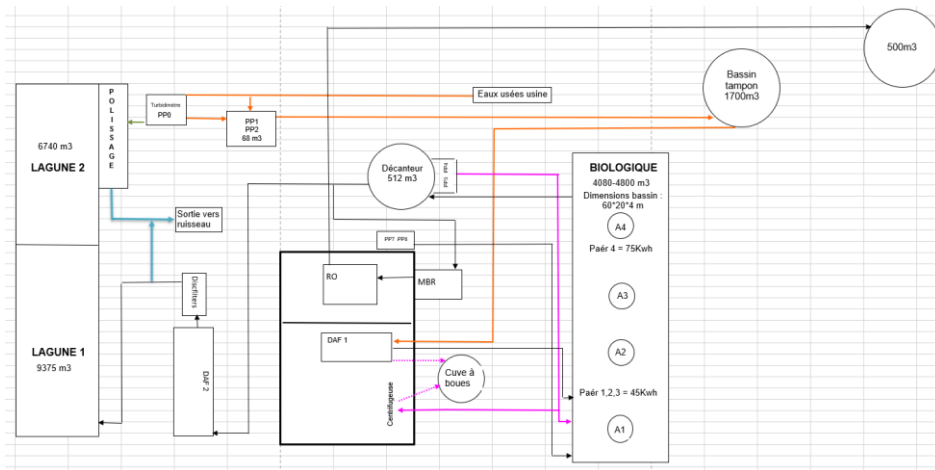 500m3
Bassin
tampon
1700m3
Eaux usées usine
POLISSAGE
Turbidimètre
PP0
PP1
PP2
68 m3
6740 m3
LAGUNE 2
Décanteur
512 m3
BIOLOGIQUE
4080-4800 m3
Dimensions bassin :
60*20*4 m
A4
Paér 4 = 75Kwh
Sortie vers
ruisseau
RO
MBR
Discfilters
A3
LAGUNE 1
9375 m3
DAF 1
DAF 2
Cuve à
boues
Centrifugeuse
A2
Paér 1,2,3 = 45Kwh
A1